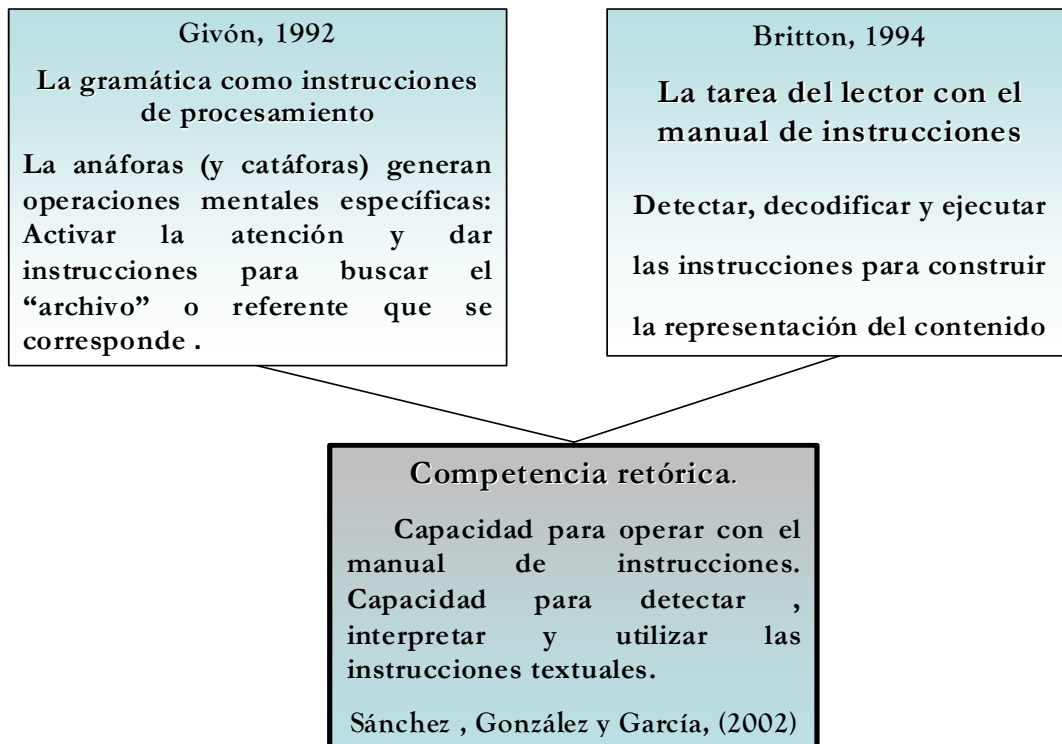 Givón, 1992
La gramática como instrucciones
de procesamiento
La anáforas (y catáforas) generan
operaciones mentales específicas:
Activar la atención y dar
instrucciones para buscar el
“archivo” o referente que se
corresponde .
Britton, 1994
La tarea del lector con el
manual de instrucciones
Detectar, decodificar y ejecutar
las instrucciones para construir
la representación del contenido
Competencia retórica.
Capacidad para operar con el
manual de instrucciones.
Capacidad para detectar ,
interpretar y utilizar las
instrucciones textuales.
Sánchez , González y García, (2002)